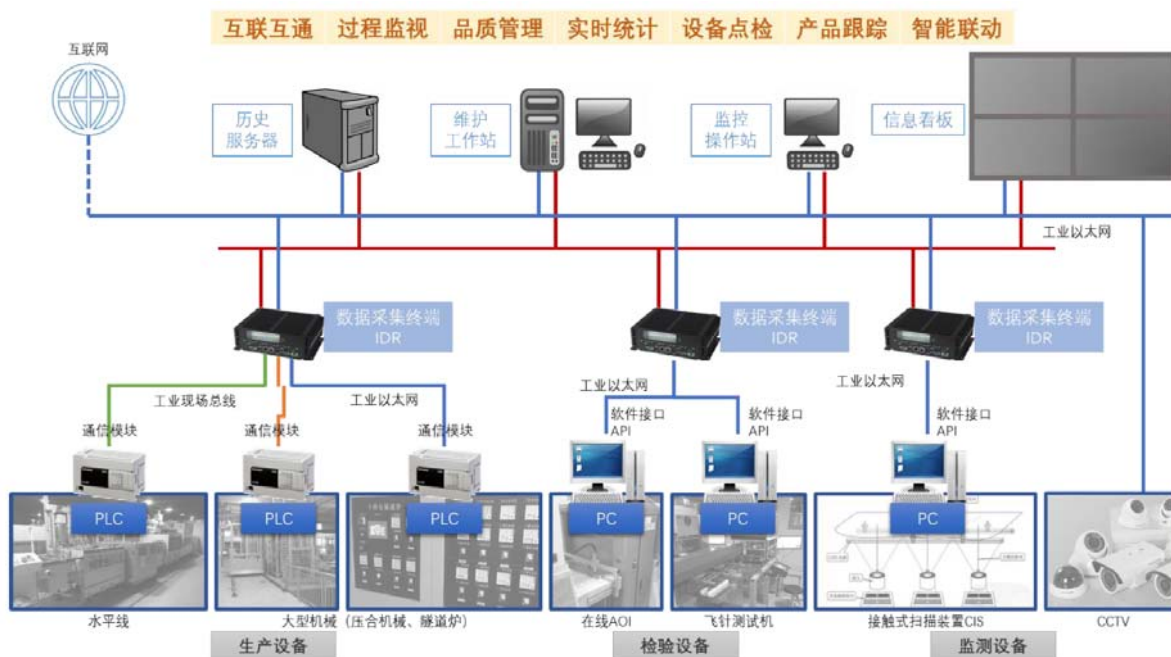 互联互通 过程监视 品质管理 实时统计 设备点检 产品跟踪 智能联动
互联网
历史
服务器
维护
工作站
监控
操作站
信息看板
工业以太网
数据采集终端
IDR
数据采集终端
IDR
数据采集终端
IDR
工业现场总线
工业以太网
工业以太网
工业以太网
通信模块
通信模块
通信模块
软件接口
API
软件接口
API
软件接口
API
PLC
PLC
PLC
PC
PC
PC
水平线
大型机械（压合机械、隧道炉）
在线AOI
飞针测试机
接触式扫描装置CIS
CCTV
生产设备
检验设备
监测设备